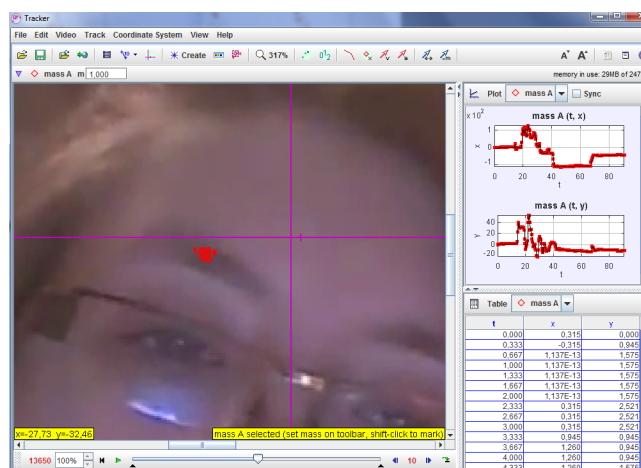 Tracker
File Edit Video Track Coordinate System Window Help
Create 317%
mass A m 1,000 memory in use: 29MB of 247
Plot mass A Sync
x 10²
mass A (t, x)
1
0
-1
x
0 20 40 60 80
t
mass A (t, y)
40
20
0
-20
y
0 20 40 60 80
t
Table mass A
t x y
0,000 0,315 0,000
0,333 -0,315 0,945
0,667 1,137E-13 1,575
1,000 1,137E-13 1,575
1,333 1,137E-13 1,575
1,667 1,137E-13 1,575
2,000 1,137E-13 1,575
2,333 0,315 2,521
2,667 0,315 2,521
3,000 0,315 2,521
3,333 0,945 0,945
3,667 1,260 0,945
4,000 1,260 0,945
x=-27,73 y=-32,46 mass A selected (set mass on toolbar, shift-click to mark)
13650 100% 10